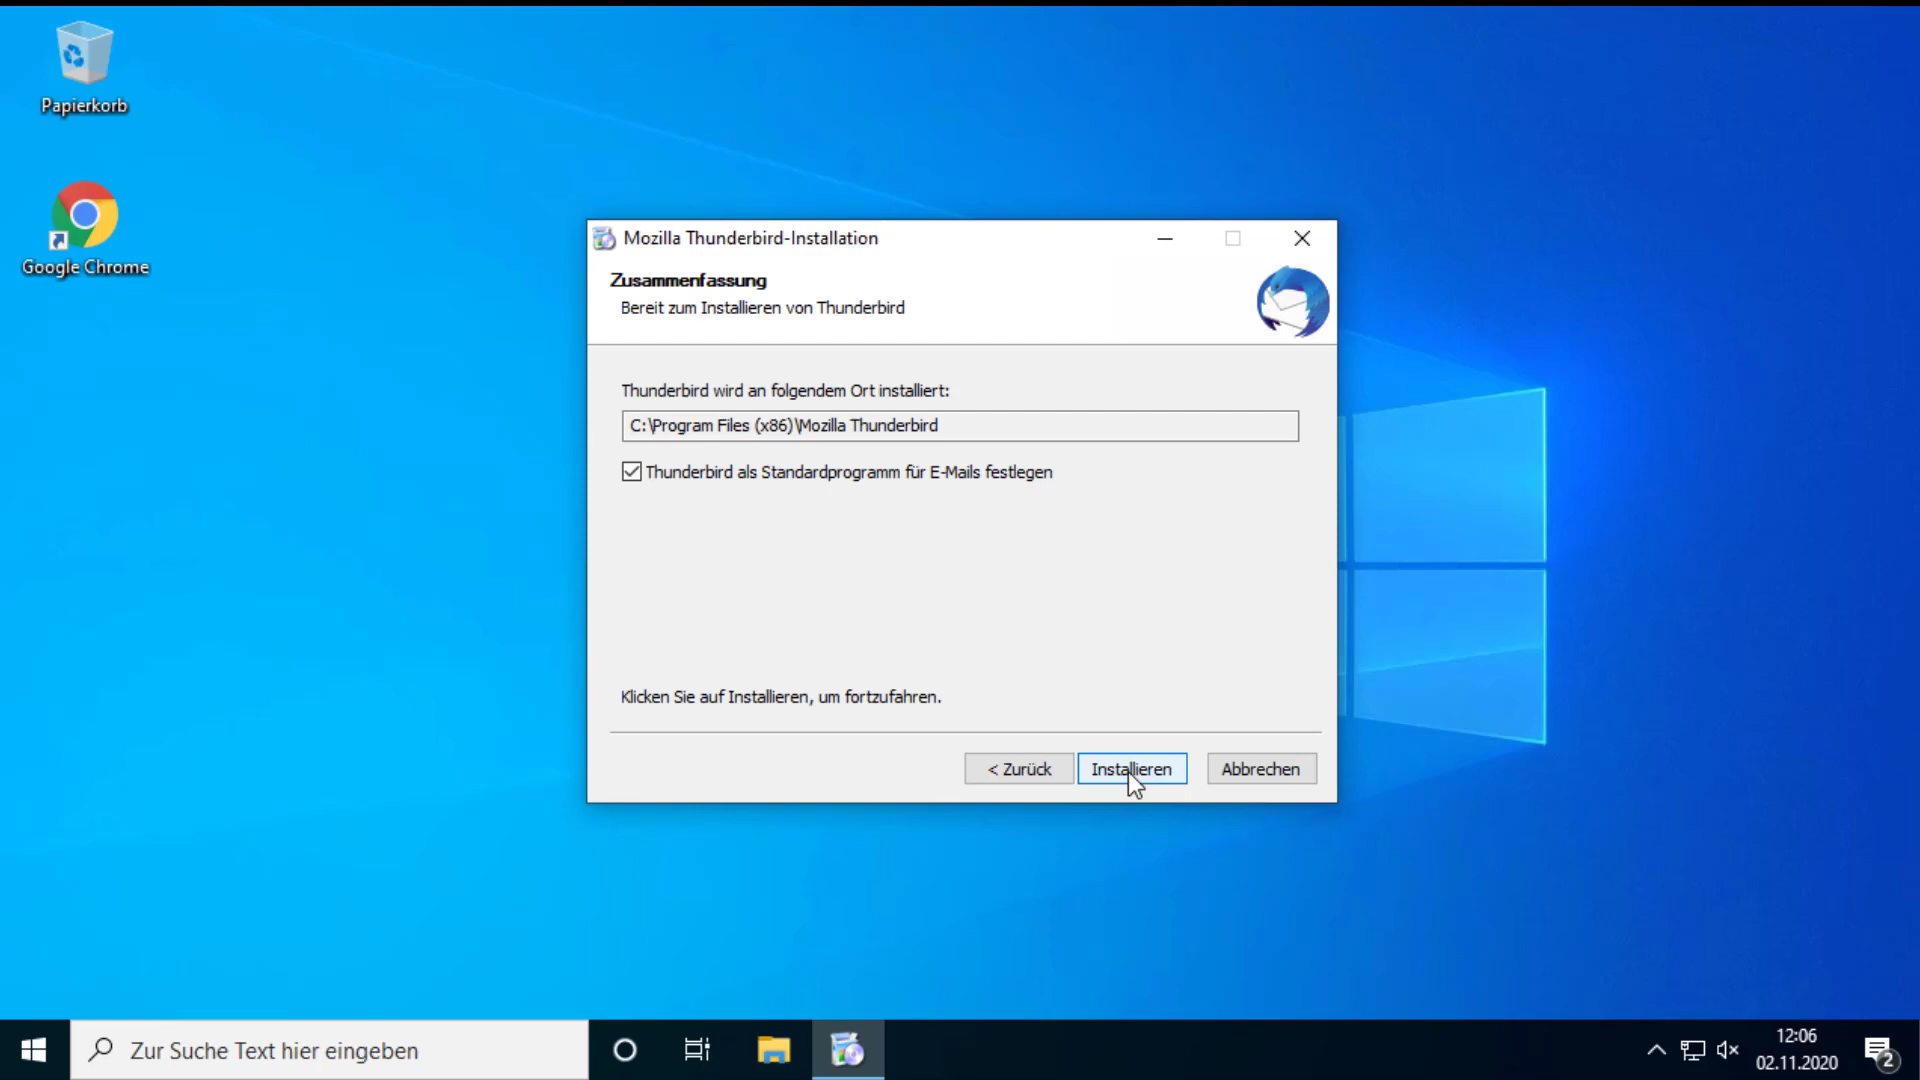 Papierkorb
Google Chrome
Mozilla Thunderbird-Installation
Zusammenfassung
Bereit zum Installieren von Thunderbird
Thunderbird wird an folgendem Ort installiert:
C:\Program Files (x86)\Mozilla Thunderbird
Thunderbird als Standardprogramm für E-Mails festlegen
Klicken Sie auf Installieren, um fortzufahren.
< Zurück
Installieren
Abbrechen
Zur Suche Text hier eingeben
12:06
02.11.2020
2